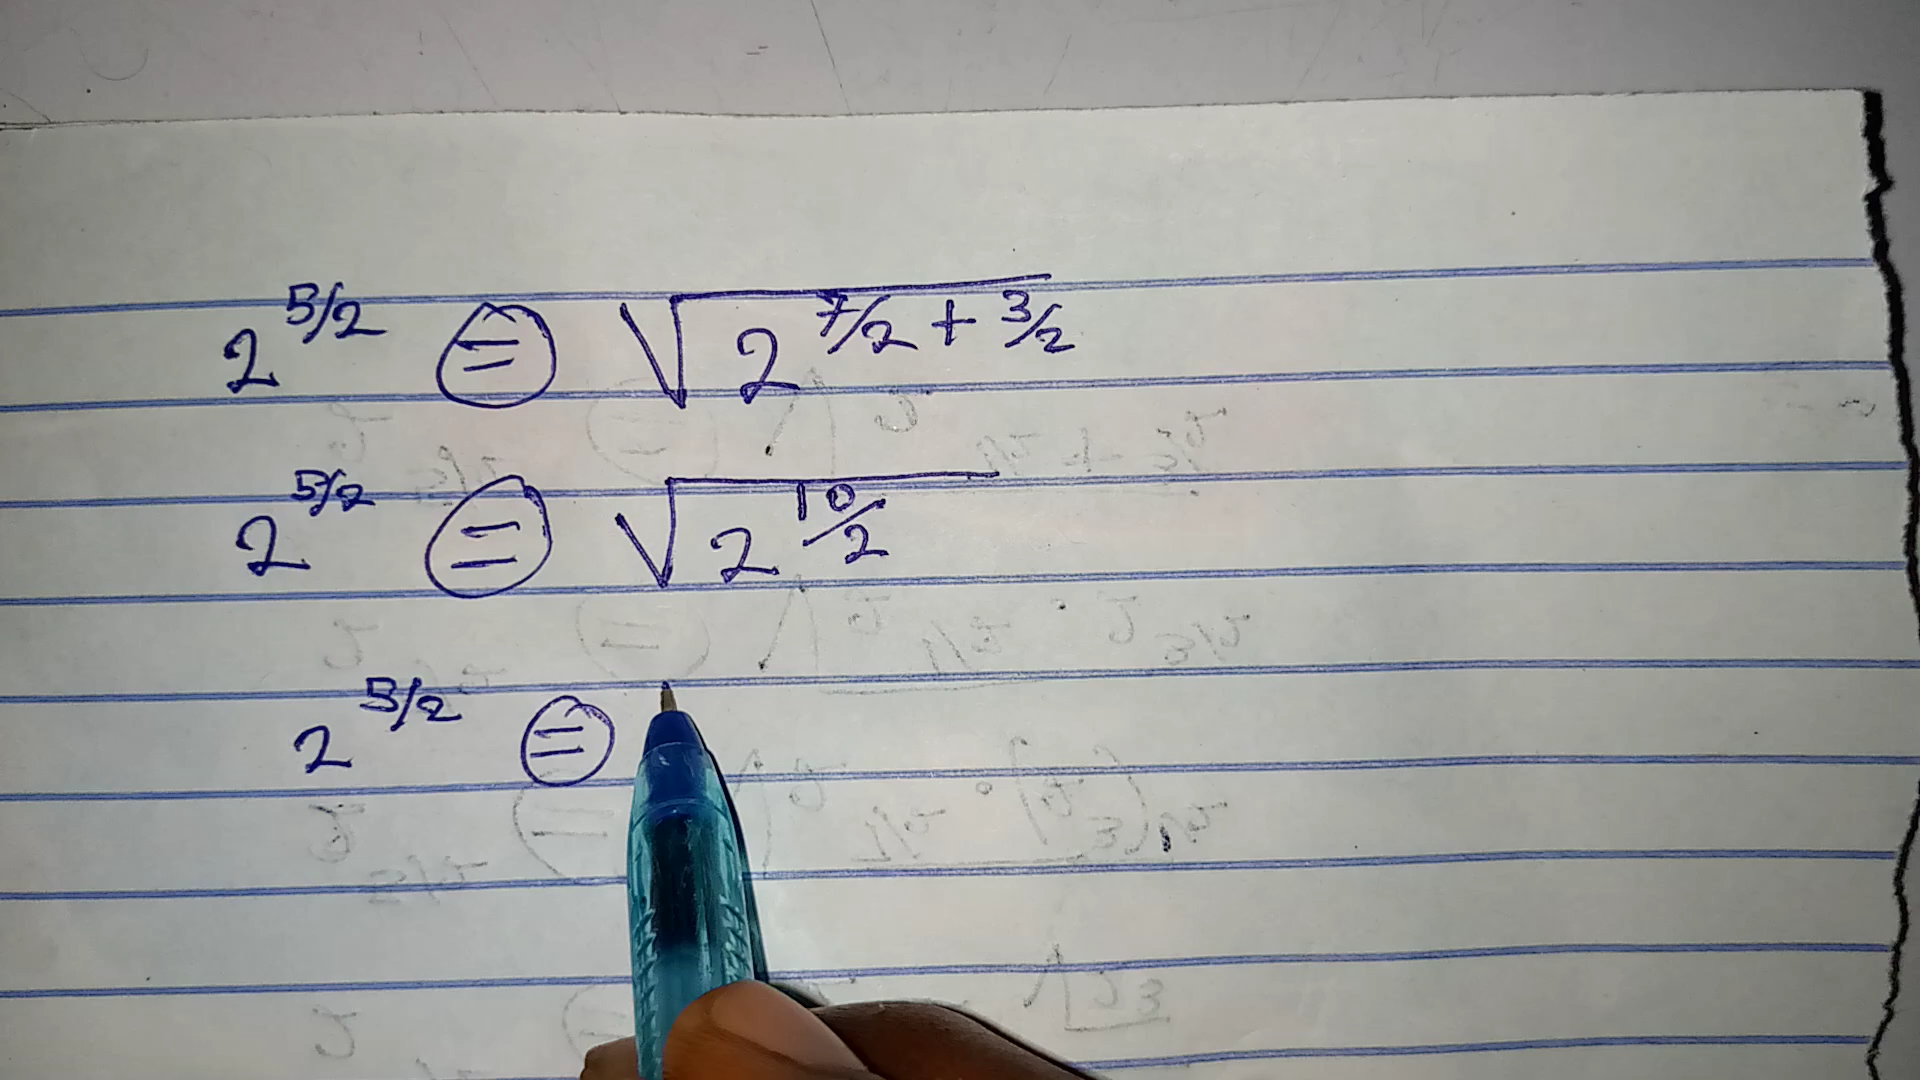 2^5/2 = √2^7/2 + 3/2
2^5/2 = √2^10/2
2^5/2 =